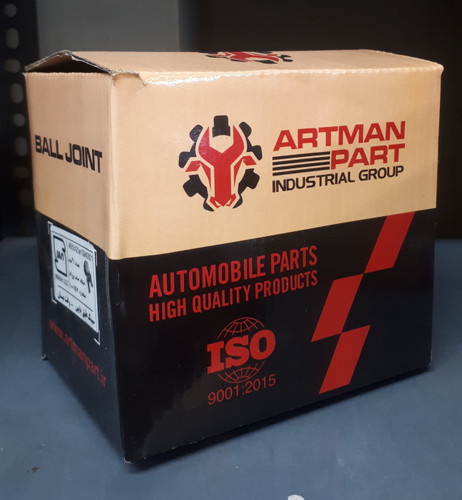 BALL JOINT
www.artmanpart.ir
ARTMAN
PART
INDUSTRIAL GROUP
AUTOMOBILE PARTS
HIGH QUALITY PRODUCTS
ISO
9001:2015